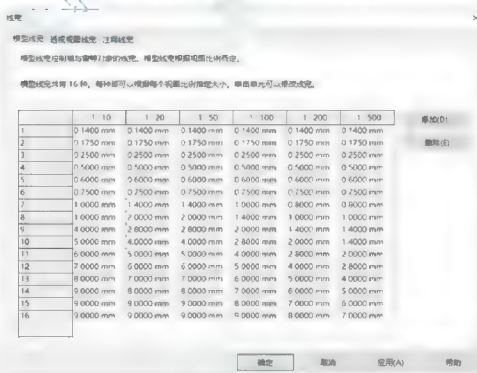 线宽
模型线宽 透视视图线宽 注释线宽
模型线宽控制墙与窗等对象的线宽。模型线宽根据视图比例而定。
模型线宽共有 16 种，每种都可以根据每个视图比例指定大小，单击单元可以修改线宽。
1 : 10 1 : 20 1 : 50 1 : 100 1 : 200 1 : 500
添加(D)
1 0.1400 mm 0.1400 mm 0.1400 mm 0.1400 mm 0.1400 mm 0.1400 mm
2 0.1750 mm 0.1750 mm 0.1750 mm 0.1750 mm 0.1750 mm 0.1750 mm
删除(E)
3 0.2500 mm 0.2500 mm 0.2500 mm 0.2500 mm 0.2500 mm 0.2500 mm
4 0.5000 mm 0.5000 mm 0.5000 mm 0.5000 mm 0.5000 mm 0.5000 mm
5 0.6000 mm 0.6000 mm 0.6000 mm 0.6000 mm 0.6000 mm 0.6000 mm
6 0.7500 mm 0.7500 mm 0.7500 mm 0.7500 mm 0.7500 mm 0.7500 mm
7 1.0000 mm 1.4000 mm 1.4000 mm 1.0000 mm 0.8000 mm 0.8000 mm
8 1.0000 mm 2.0000 mm 2.0000 mm 1.4000 mm 1.0000 mm 1.0000 mm
9 4.0000 mm 2.8000 mm 2.8000 mm 2.0000 mm 1.4000 mm 1.4000 mm
10 5.0000 mm 4.0000 mm 4.0000 mm 2.8000 mm 2.0000 mm 1.4000 mm
11 6.0000 mm 5.0000 mm 5.0000 mm 4.0000 mm 2.8000 mm 2.0000 mm
12 7.0000 mm 6.0000 mm 6.0000 mm 5.0000 mm 4.0000 mm 2.8000 mm
13 8.0000 mm 7.0000 mm 7.0000 mm 6.0000 mm 5.0000 mm 4.0000 mm
14 9.0000 mm 8.0000 mm 8.0000 mm 7.0000 mm 6.0000 mm 5.0000 mm
15 9.0000 mm 9.0000 mm 9.0000 mm 8.0000 mm 7.0000 mm 6.0000 mm
16 9.0000 mm 9.0000 mm 9.0000 mm 9.0000 mm 8.0000 mm 7.0000 mm
确定 取消 应用(A) 帮助